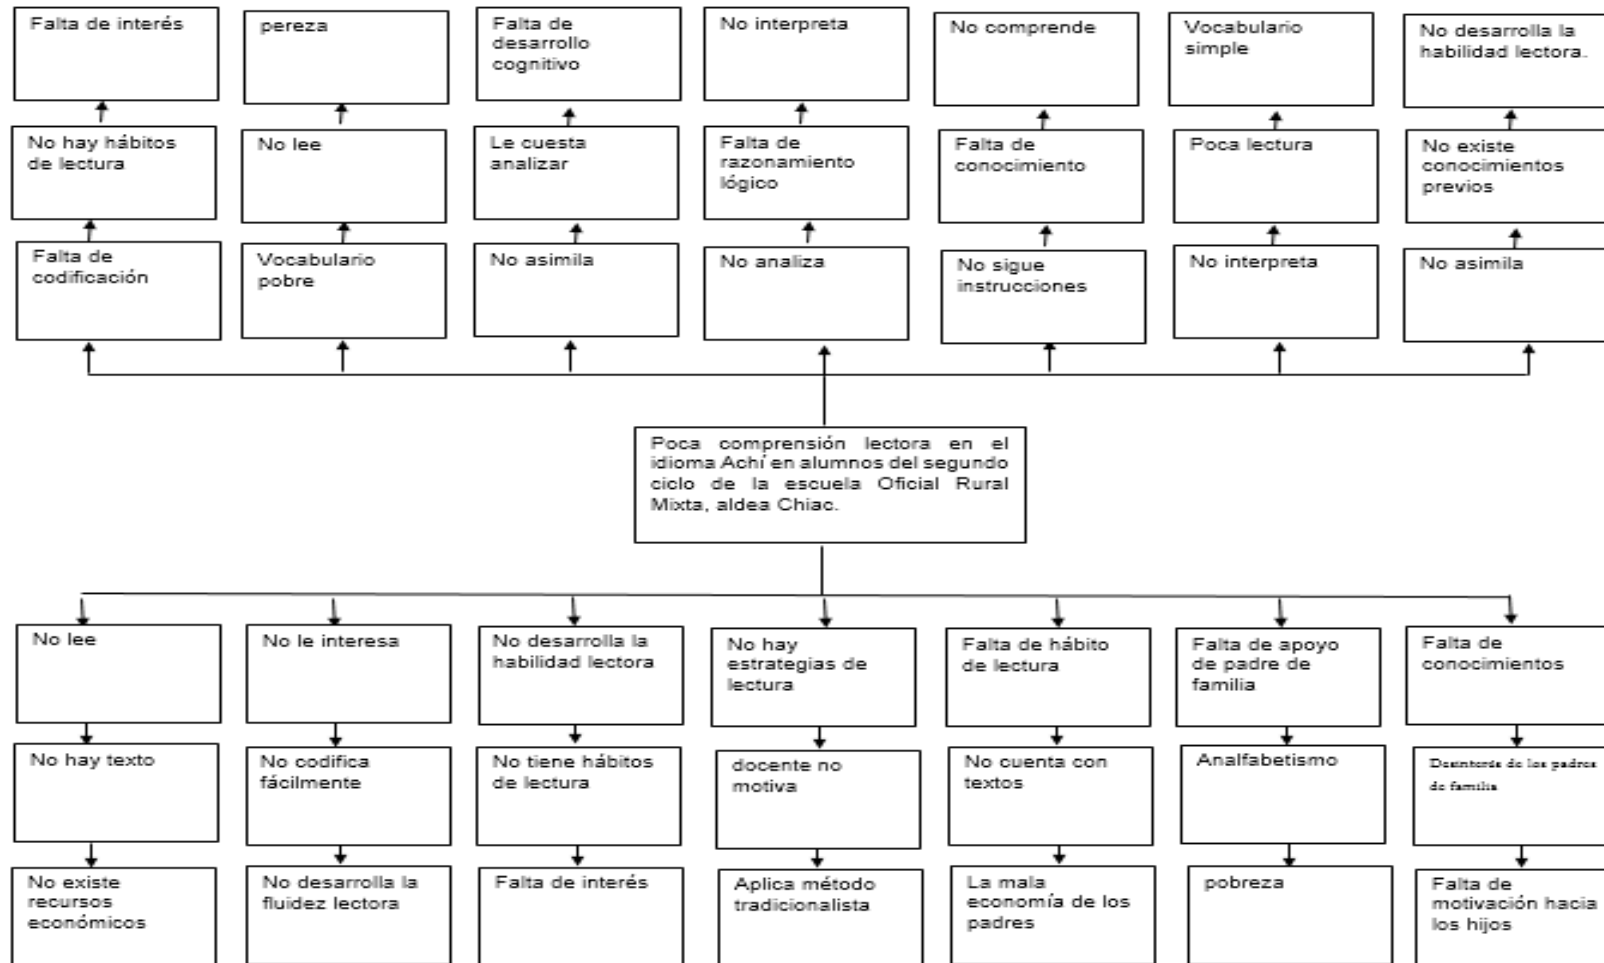 Falta de interés
pereza
Falta de
desarrollo
cognitivo
No interpreta
No comprende
Vocabulario
simple
No desarrolla la
habilidad lectora.
No hay hábitos
de lectura
No lee
Le cuesta
analizar
Falta de
razonamiento
lógico
Falta de
conocimiento
Poca lectura
No existe
conocimientos
previos
Falta de
codificación
Vocabulario
pobre
No asimila
No analiza
No sigue
instrucciones
No interpreta
No asimila
Poca comprensión lectora en el
idioma Achí en alumnos del segundo
ciclo de la escuela Oficial Rural
Mixta, aldea Chiac.
No lee
No le interesa
No desarrolla la
habilidad lectora
No hay
estrategias de
lectura
Falta de hábito
de lectura
Falta de apoyo
de padre de
familia
Falta de
conocimientos
No hay texto
No codifica
fácilmente
No tiene hábitos
de lectura
docente no
motiva
No cuenta con
textos
Analfabetismo
Desinterés de los padres
de familia
No existe
recursos
económicos
No desarrolla la
fluidez lectora
Falta de interés
Aplica método
tradicionalista
La mala
economía de los
padres
pobreza
Falta de
motivación hacia
los hijos